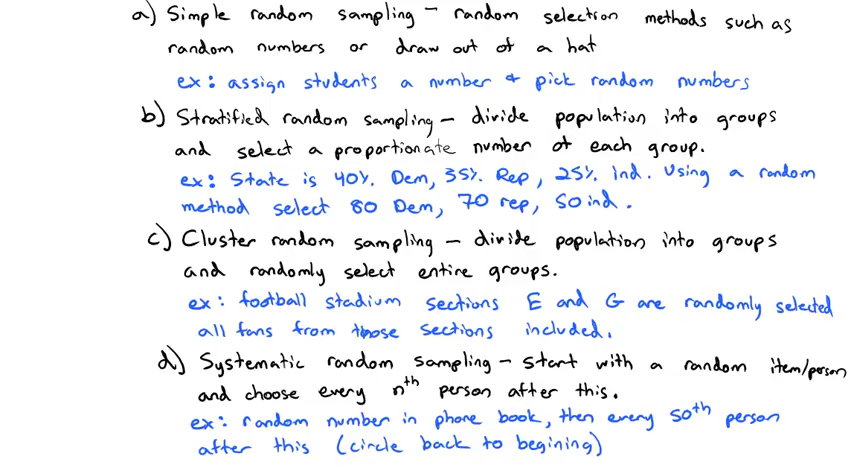 a) Simple random sampling – random selection methods such as
random numbers or draw out of a hat
ex: assign students a number & pick random numbers
b) Stratified random sampling – divide population into groups
and select a proportionate number of each group.
ex: State is 40% Dem, 35% Rep, 25% ind. Using a random
method select 80 Dem, 70 rep, 50 ind.
c) Cluster random sampling – divide population into groups
and randomly select entire groups.
ex: football stadium sections E and G are randomly selected
all fans from those sections included.
d) Systematic random sampling – start with a random item/person
and choose every nth person after this.
ex: random number in phone book, then every 50th person
after this (circle back to begining)